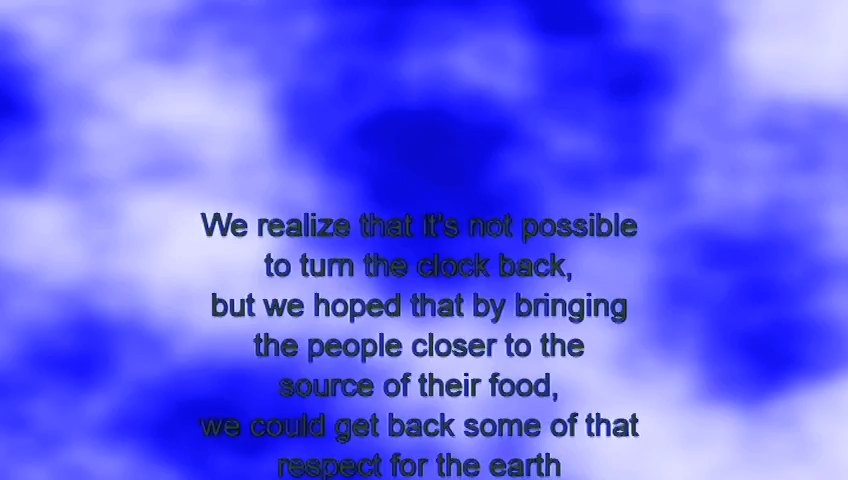 We realize that it's not possible
to turn the clock back,
but we hoped that by bringing
the people closer to the
source of their food,
we could get back some of that
respect for the earth